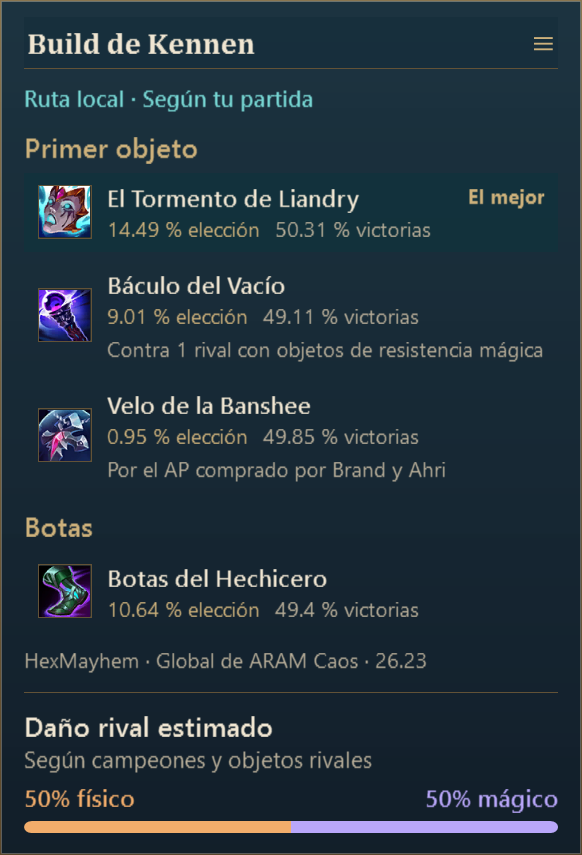 Build de Kennen
Ruta local · Según tu partida
Primer objeto
El Tormento de Liandry
El mejor
14.49 % elección 50.31 % victorias
Báculo del Vacío
9.01 % elección 49.11 % victorias
Contra 1 rival con objetos de resistencia mágica
Velo de la Banshee
0.95 % elección 49.85 % victorias
Por el AP comprado por Brand y Ahri
Botas
Botas del Hechicero
10.64 % elección 49.4 % victorias
HexMayhem · Global de ARAM Caos · 26.23
Daño rival estimado
Según campeones y objetos rivales
50% físico
50% mágico